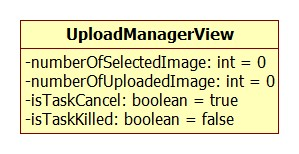 UploadManagerView
-numberOfSelectedImage: int = 0
-numberOfUploadedImage: int = 0
-isTaskCancel: boolean = true
-isTaskKilled: boolean = false